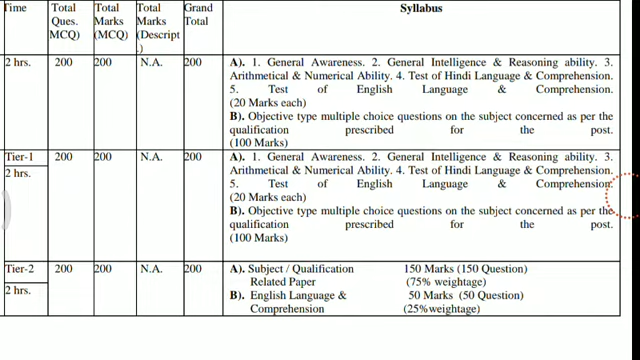 Time Total Total Total Grand Syllabus
Ques. Marks Marks Total
MCQ) (MCQ) (Descript
.)
2 hrs. 200 200 N.A. 200 A). 1. General Awareness. 2. General Intelligence & Reasoning ability. 3.
Arithmetical & Numerical Ability. 4. Test of Hindi Language & Comprehension.
5. Test of English Language & Comprehension.
(20 Marks each)
B). Objective type multiple choice questions on the subject concerned as per the
qualification prescribed for the post.
(100 Marks)
Tier-1 200 200 N.A. 200 A). 1. General Awareness. 2. General Intelligence & Reasoning ability. 3.
2 hrs. Arithmetical & Numerical Ability. 4. Test of Hindi Language & Comprehension.
5. Test of English Language & Comprehension.
(20 Marks each)
B). Objective type multiple choice questions on the subject concerned as per the
qualification prescribed for the post.
(100 Marks)
Tier-2 200 200 N.A. 200 A). Subject / Qualification 150 Marks (150 Question)
Related Paper (75% weightage)
2 hrs. B). English Language & 50 Marks (50 Question)
Comprehension (25%weightage)